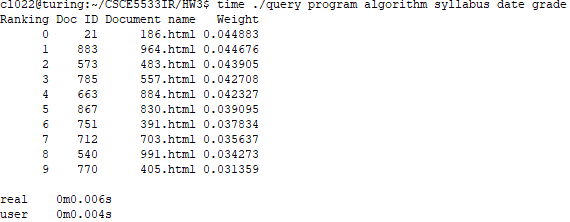 cl022@turing:~/CSCE5533IR/HW3$ time ./query program algorithm syllabus date grade
Ranking Doc ID Document name Weight
0 21 186.html 0.044883
1 883 964.html 0.044676
2 573 483.html 0.043905
3 785 557.html 0.042708
4 663 884.html 0.042327
5 867 830.html 0.039095
6 751 391.html 0.037834
7 712 703.html 0.035637
8 540 991.html 0.034273
9 770 405.html 0.031359
real 0m0.006s
user 0m0.004s